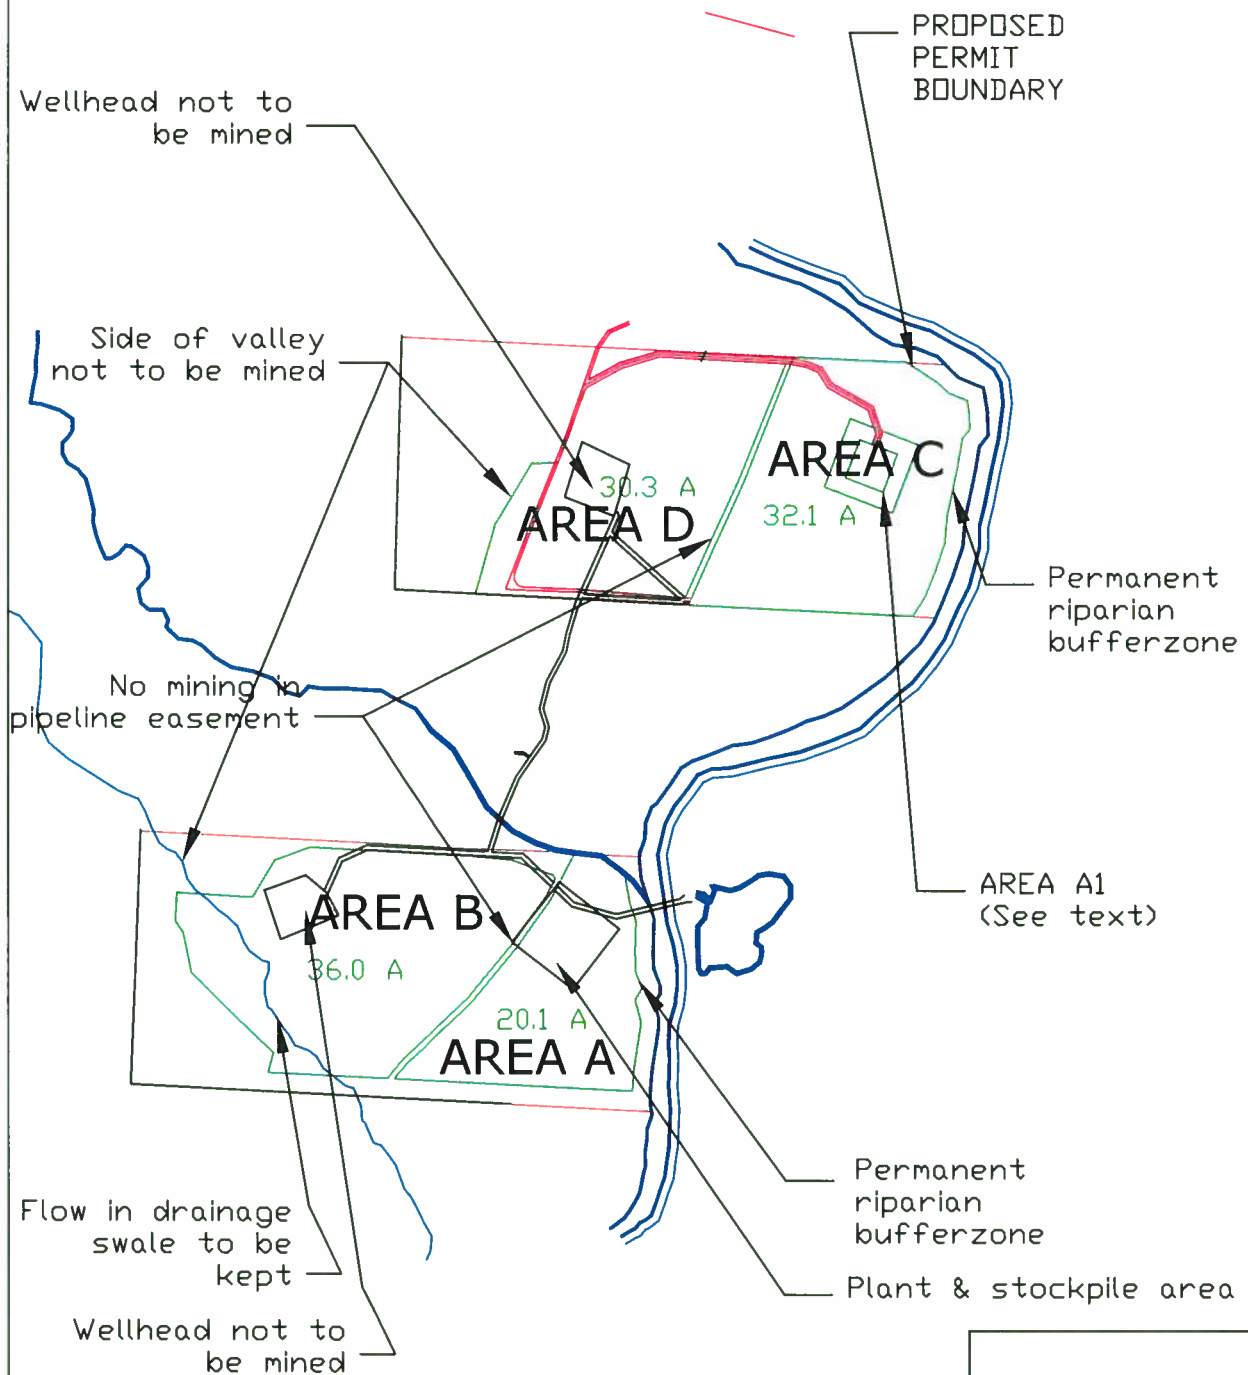 PROPOSED
PERMIT
BOUNDARY
Wellhead not to
be mined
Side of valley
not to be mined
AREA C
30.3 A
32.1 A
AREA D
Permanent
riparian
bufferzone
No mining in
pipeline easement
AREA A1
(See text)
AREA B
36.0 A
20.1 A
AREA A
Permanent
riparian
bufferzone
Flow in drainage
swale to be
kept
Plant & stockpile area
Wellhead not to
be mined